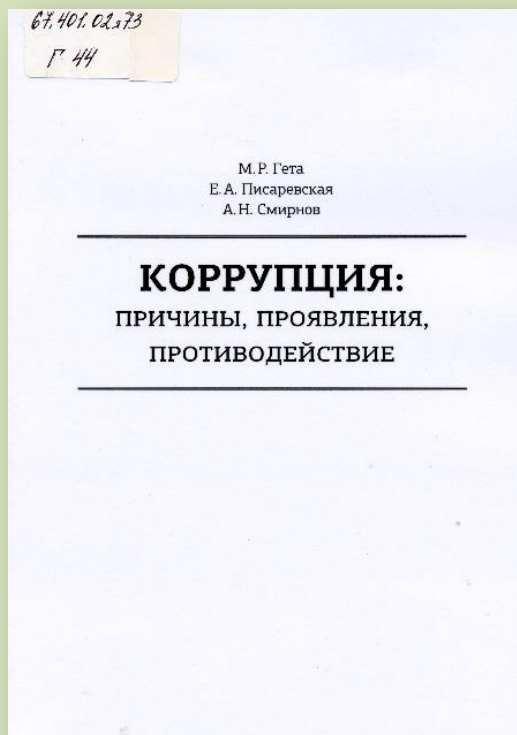 67.401.02я73
Г 44
М. Р. Гета
Е. А. Писаревская
А. Н. Смирнов
КОРРУПЦИЯ:
ПРИЧИНЫ, ПРОЯВЛЕНИЯ,
ПРОТИВОДЕЙСТВИЕ